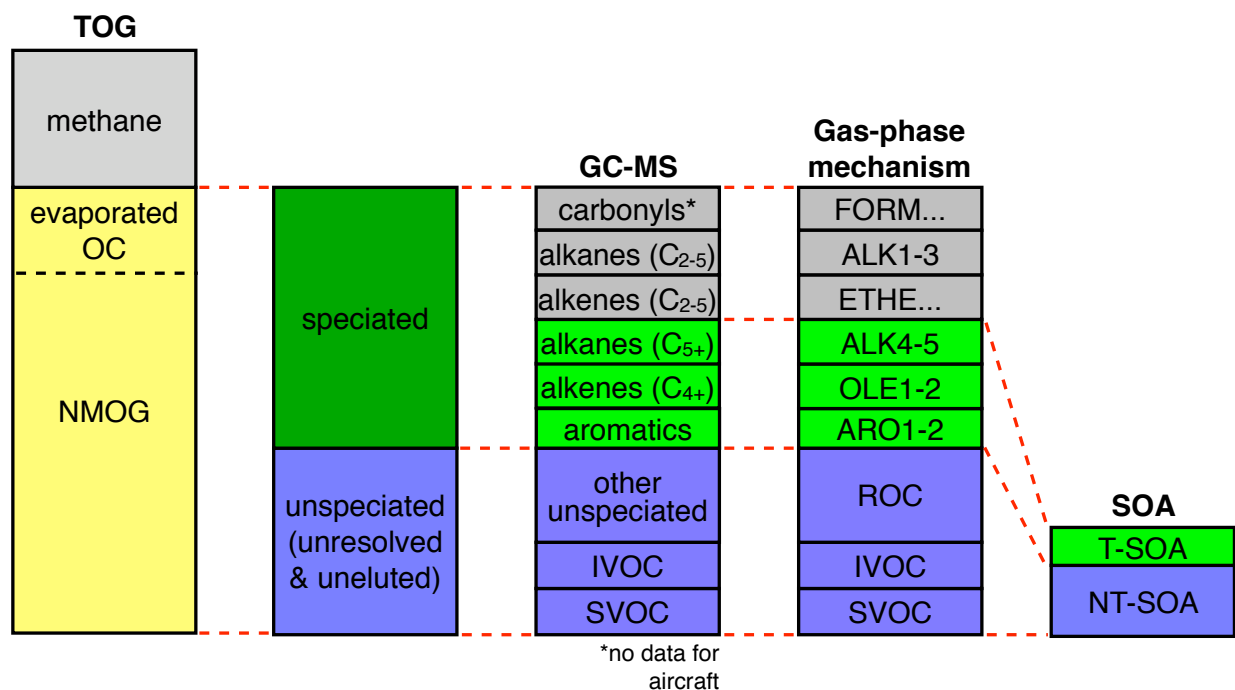 TOG
methane
evaporated
OC
NMOG
speciated
unspeciated
(unresolved
& uneluted)
GC-MS
carbonyls*
alkanes (C₂₋₅)
alkenes (C₂₋₅)
alkanes (C₅₊)
alkenes (C₄₊)
aromatics
other
unspeciated
IVOC
SVOC
*no data for
aircraft
Gas-phase
mechanism
FORM...
ALK1-3
ETHE...
ALK4-5
OLE1-2
ARO1-2
ROC
IVOC
SVOC
SOA
T-SOA
NT-SOA